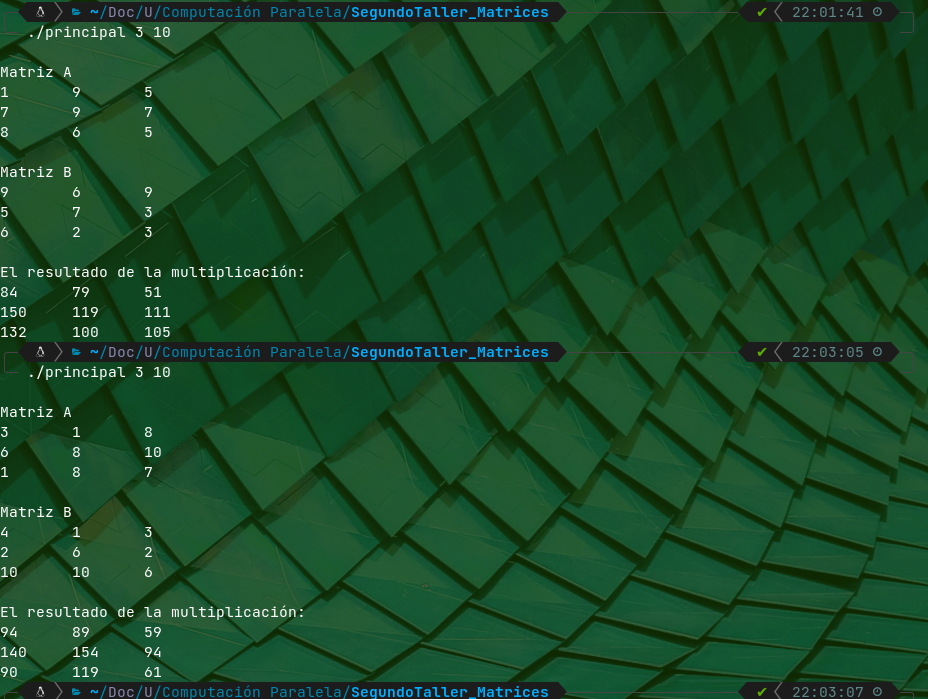 ~/Doc/U/Computación Paralela/SegundoTaller_Matrices ✔ 22:01:41
./principal 3 10
Matriz A
1 9 5
7 9 7
8 6 5
Matriz B
9 6 9
5 7 3
6 2 3
El resultado de la multiplicación:
84 79 51
150 119 111
132 100 105
~/Doc/U/Computación Paralela/SegundoTaller_Matrices ✔ 22:03:05
./principal 3 10
Matriz A
3 1 8
6 8 10
1 8 7
Matriz B
4 1 3
2 6 2
10 10 6
El resultado de la multiplicación:
94 89 59
140 154 94
90 119 61
~/Doc/U/Computación Paralela/SegundoTaller_Matrices ✔ 22:03:07